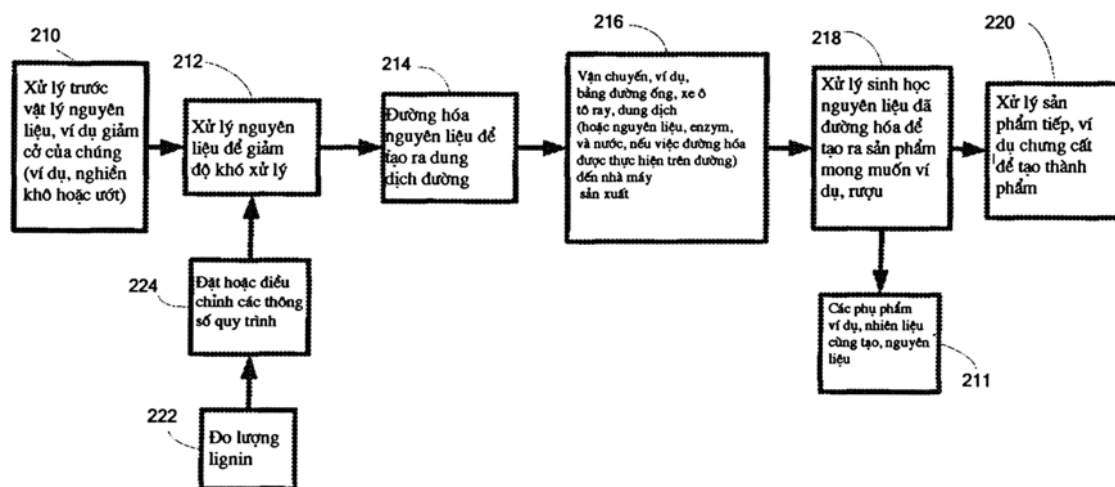 210
Xử lý trước
vật lý nguyên
liệu, ví dụ giảm
cở của chúng
(ví dụ, nghiền
khô hoặc ướt)
212
Xử lý nguyên
liệu để giảm
độ khó xử lý
214
Đường hóa
nguyên liệu để
tạo ra dung
dịch đường
216
Vận chuyển, ví dụ,
bằng đường ống, xe ô
tô ray, dung dịch
(hoặc nguyên liệu, enzym,
và nước, nếu việc đường hóa
được thực hiện trên đường)
đến nhà máy
sản xuất
218
Xử lý sinh học
nguyên liệu đã
đường hóa để
tạo ra sản phẩm
mong muốn ví
dụ, rượu
220
Xử lý sản
phẩm tiếp, ví
dụ chưng cất
để tạo thành
phẩm
224
Đặt hoặc điều
chỉnh các thông
số quy trình
222
Đo lượng
lignin
Các phụ phẩm
ví dụ, nhiên liệu
cùng tạo, nguyên
liệu
211